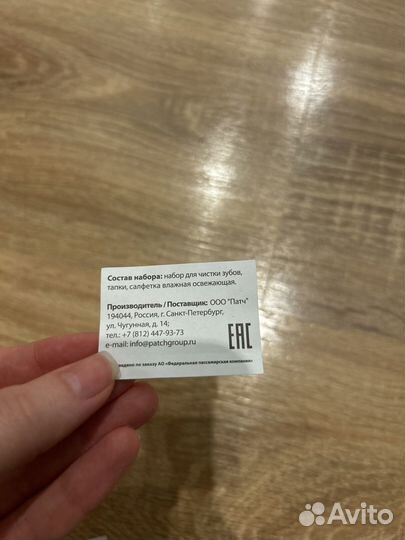 Состав набора: набор для чистки зубов,
тапки, салфетка влажная освежающая.
Производитель / Поставщик: ООО "Патч"
194044, Россия, г. Санкт-Петербург,
ул. Чугунная, д. 14;
тел.: +7 (812) 447-93-73
e-mail: info@patchgroup.ru
EAC
по заказу АО «Федеральная пассажирская компания»
Avito